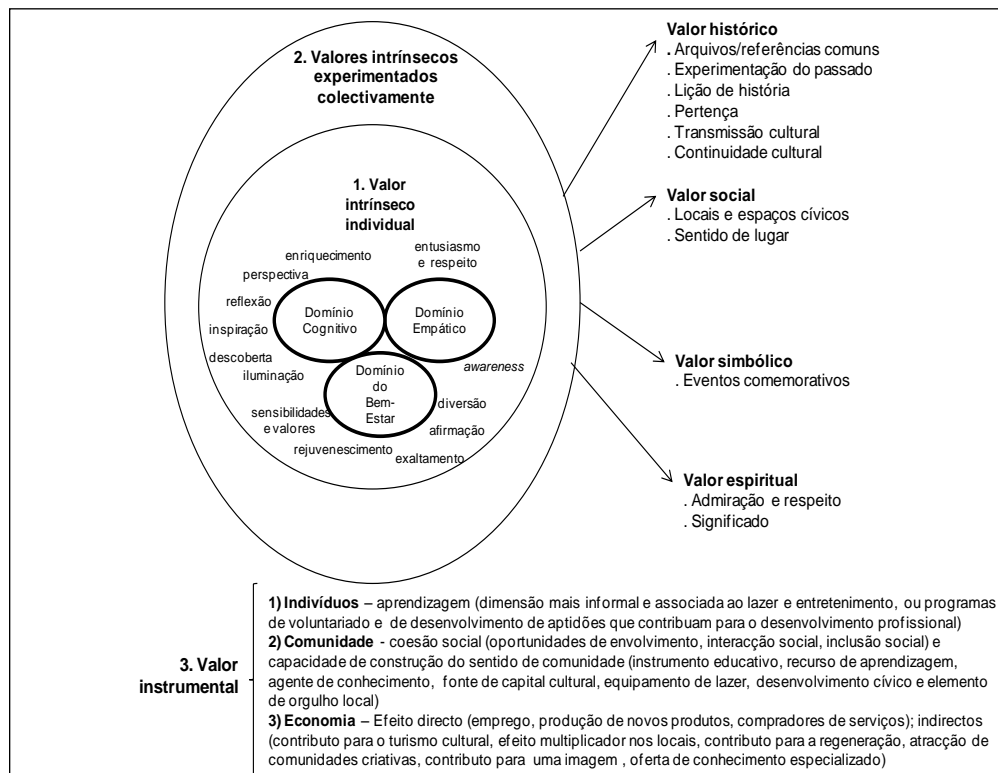 2. Valores intrínsecos
experimentados
colectivamente
1. Valor
intrínseco
individual
enriquecimento
perspectiva
reflexão
inspiração
descoberta
iluminação
sensibilidades
e valores
rejuvenescimento
exaltamento
afirmação
diversão
awareness
entusiasmo
e respeito
Domínio
Cognitivo
Domínio
Empático
Domínio
do
Bem-
Estar
Valor histórico
. Arquivos/referências comuns
. Experimentação do passado
. Lição de história
. Pertença
. Transmissão cultural
. Continuidade cultural
Valor social
. Locais e espaços cívicos
. Sentido de lugar
Valor simbólico
. Eventos comemorativos
Valor espiritual
. Admiração e respeito
. Significado
3. Valor
instrumental
1) Indivíduos – aprendizagem (dimensão mais informal e associada ao lazer e entretenimento, ou programas
de voluntariado e de desenvolvimento de aptidões que contribuam para o desenvolvimento profissional)
2) Comunidade - coesão social (oportunidades de envolvimento, interacção social, inclusão social) e
capacidade de construção do sentido de comunidade (instrumento educativo, recurso de aprendizagem,
agente de conhecimento, fonte de capital cultural, equipamento de lazer, desenvolvimento cívico e elemento
de orgulho local)
3) Economia – Efeito directo (emprego, produção de novos produtos, compradores de serviços); indirectos
(contributo para o turismo cultural, efeito multiplicador nos locais, contributo para a regeneração, atracção de
comunidades criativas, contributo para uma imagem , oferta de conhecimento especializado)